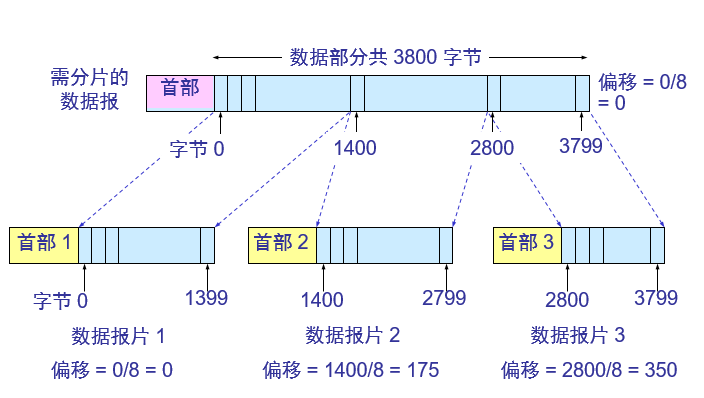 数据部分共 3800 字节
需分片的
数据报
首部
偏移 = 0/8
= 0
字节 0
1400
2800
3799
首部 1
首部 2
首部 3
字节 0
1399
1400
2799
2800
3799
数据报片 1
数据报片 2
数据报片 3
偏移 = 0/8 = 0
偏移 = 1400/8 = 175
偏移 = 2800/8 = 350